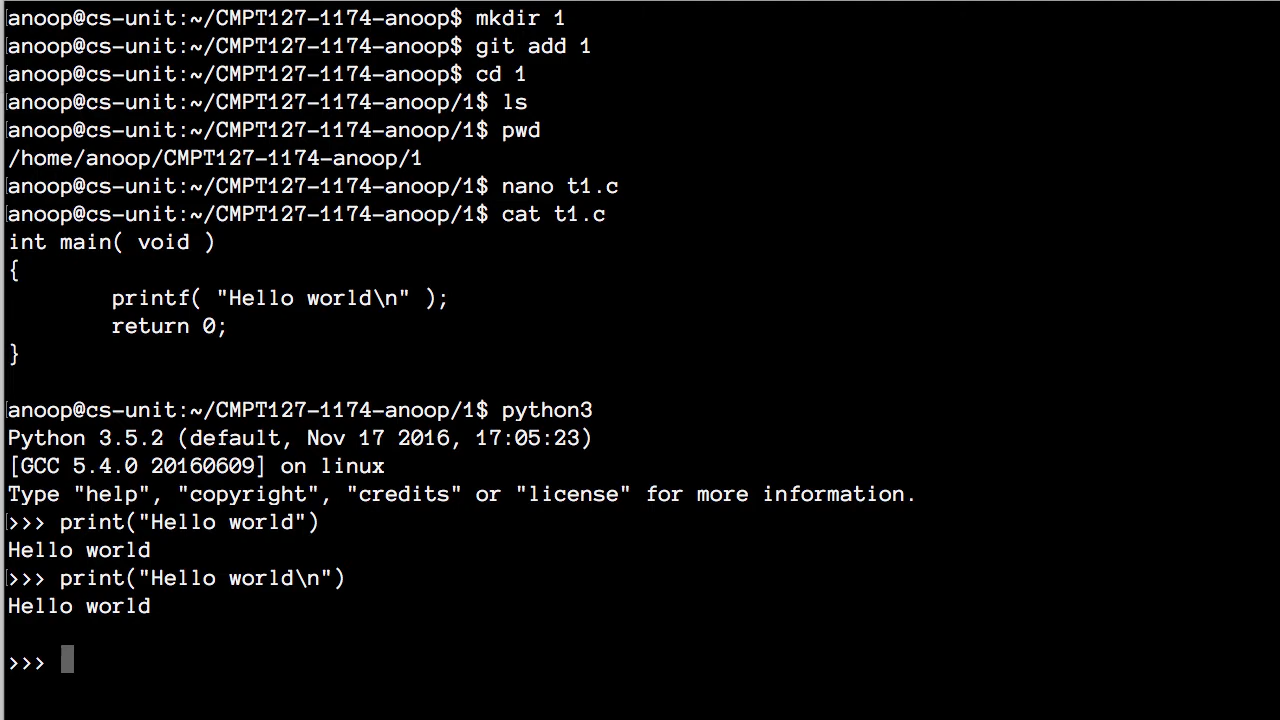 anoop@cs-unit:~/CMPT127-1174-anoop$ mkdir 1
anoop@cs-unit:~/CMPT127-1174-anoop$ git add 1
anoop@cs-unit:~/CMPT127-1174-anoop$ cd 1
anoop@cs-unit:~/CMPT127-1174-anoop/1$ ls
anoop@cs-unit:~/CMPT127-1174-anoop/1$ pwd
/home/anoop/CMPT127-1174-anoop/1
anoop@cs-unit:~/CMPT127-1174-anoop/1$ nano t1.c
anoop@cs-unit:~/CMPT127-1174-anoop/1$ cat t1.c
int main( void )
{
        printf( "Hello world\n" );
        return 0;
}
anoop@cs-unit:~/CMPT127-1174-anoop/1$ python3
Python 3.5.2 (default, Nov 17 2016, 17:05:23)
[GCC 5.4.0 20160609] on linux
Type "help", "copyright", "credits" or "license" for more information.
>>> print("Hello world")
Hello world
>>> print("Hello world\n")
Hello world
>>>